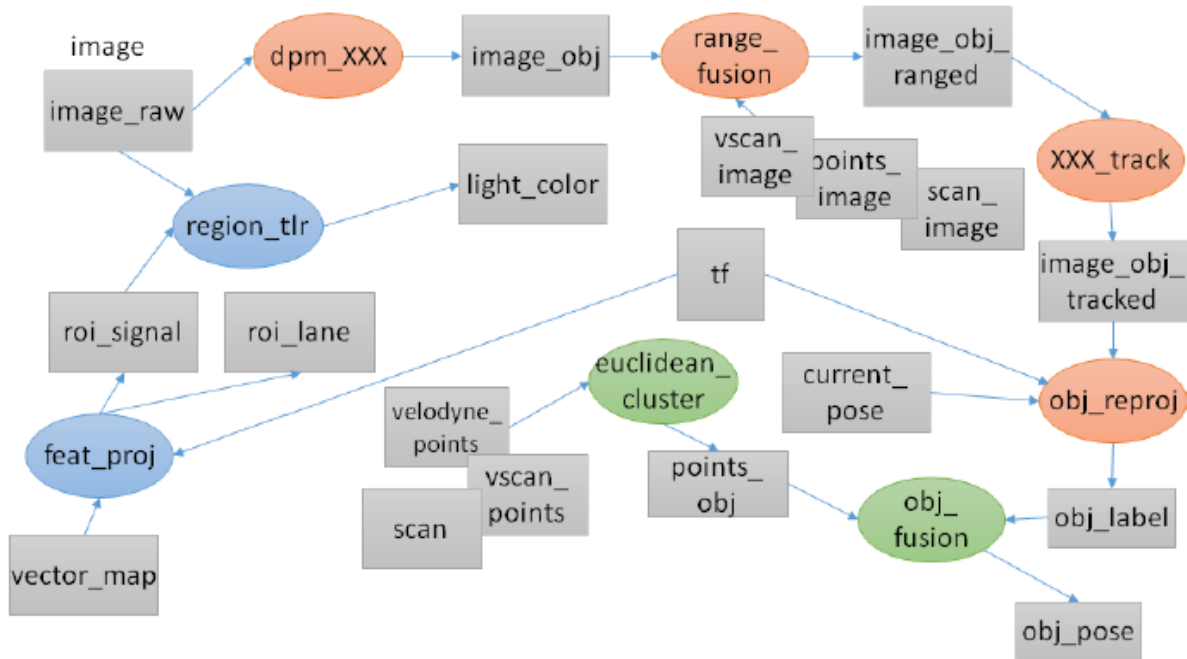 image
image_raw
dpm_XXX
image_obj
range_
fusion
image_obj_
ranged
vscan_
image
points_
image
scan_
image
XXX_track
light_color
region_tlr
tf
image_obj_
tracked
roi_signal
roi_lane
euclidean_
cluster
current_
pose
obj_reproj
velodyne_
points
feat_proj
vscan_
points
scan
points_
obj
obj_
fusion
obj_label
vector_map
obj_pose